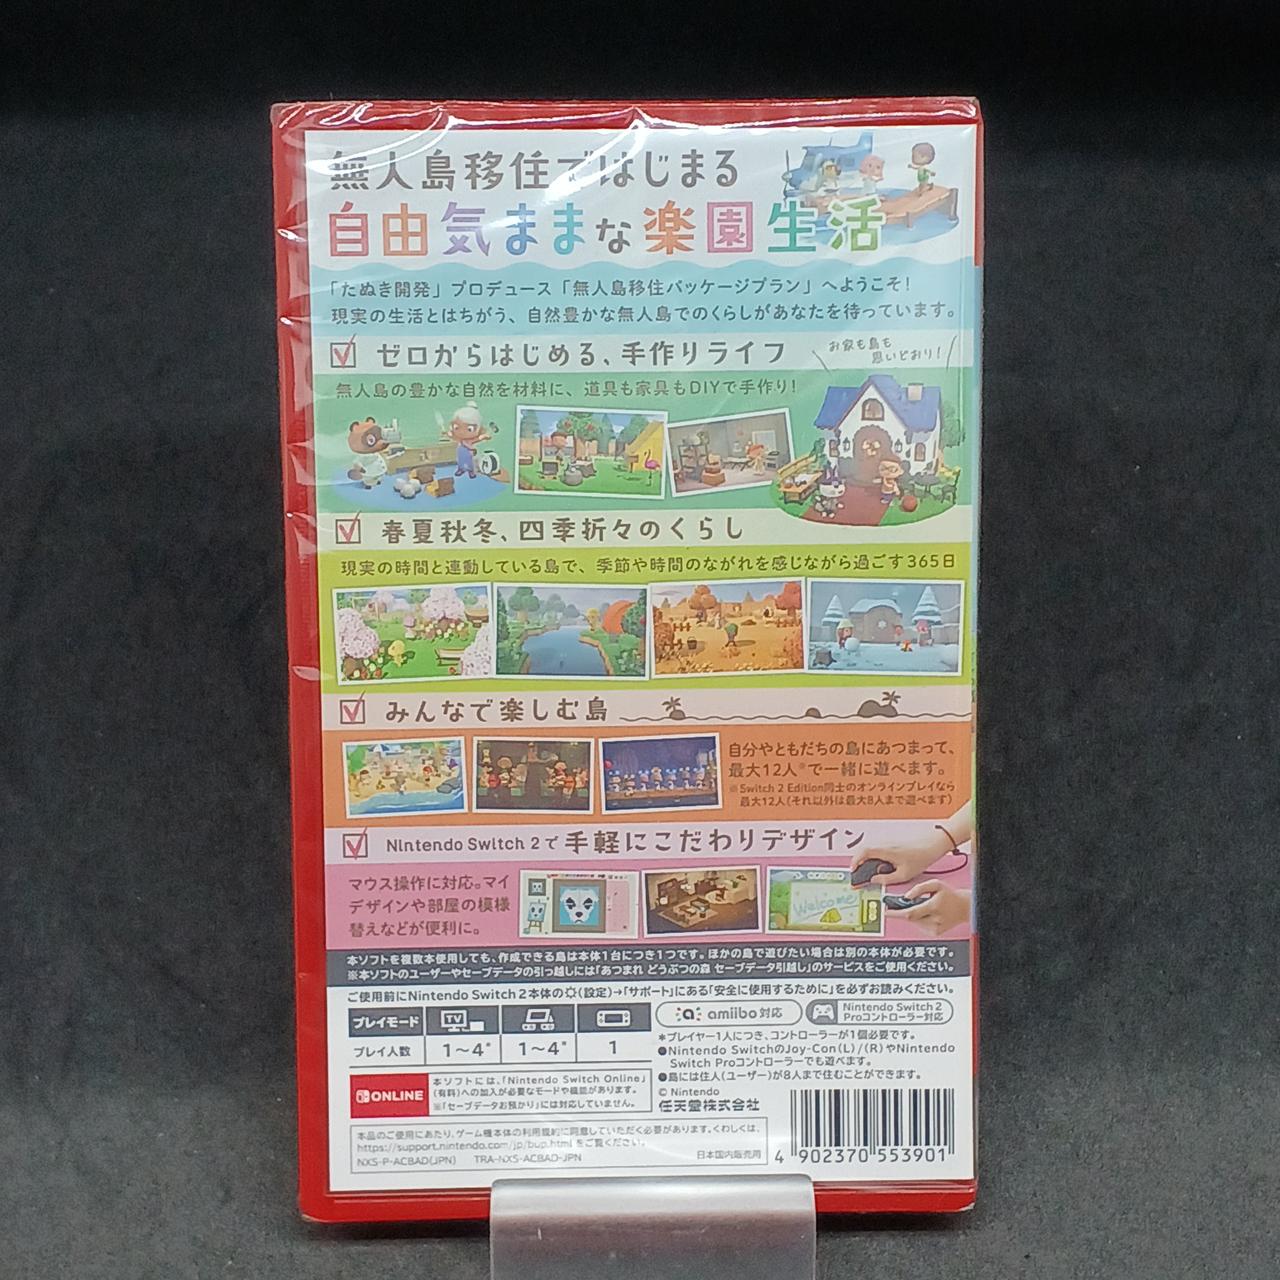 無人島移住ではじまる
自由気ままな楽園生活
「たぬき開発」プロデュース「無人島移住パッケージプラン」へようこそ！
現実の生活とはちがう、自然豊かな無人島でのくらしがあなたを待っています。
ゼロからはじめる、手作りライフ
お家も島も
思いどおり！
無人島の豊かな自然を材料に、道具も家具もDIYで手作り！
春夏秋冬、四季折々のくらし
現実の時間と連動している島で、季節や時間のながれを感じながら過ごす365日
みんなで楽しむ島
自分やともだちの島にあつまって、
最大12人※で一緒に遊べます。
※Switch 2 Edition同士のオンラインプレイなら
最大12人（それ以外は最大8人まで遊べます）
Nintendo Switch 2で手軽にこだわりデザイン
マウス操作に対応。マイ
デザインや部屋の模様
替えなどが便利に。
Welcome
本ソフトを複数本使用しても、作成できる島は本体1台につき1つです。ほかの島で遊びたい場合は別の本体が必要です。
※本ソフトのユーザーやセーブデータの引っ越しには「あつまれ どうぶつの森 セーブデータ引越し」のサービスをご使用ください。
ご使用前にNintendo Switch 2本体の（設定）→「サポート」にある「安全に使用するために」を必ずお読みください。
プレイモード TV
プレイ人数 1～4* 1～4* 1
amiibo対応
Nintendo Switch 2
Proコントローラー対応
*プレイヤー1人につき、コントローラーが1個必要です。
●Nintendo SwitchのJoy-Con(L)/(R)やNintendo
Switch Proコントローラーでも遊べます。
●島には住人（ユーザー）が8人まで住むことができます。
ONLINE
本ソフトには、「Nintendo Switch Online」
（有料）への加入が必要なモードや機能があります。
※「セーブデータお預かり」には対応していません。
© Nintendo
任天堂株式会社
本品のご使用にあたり、ゲーム機本体の利用規約に同意していただく必要があります。くわしくは、
https://support.nintendo.com/jp/bup.html をご覧ください。
NXS-P-ACBAD(JPN) TRA-NXS-ACBAD-JPN 日本国内販売用
4 902370 553901